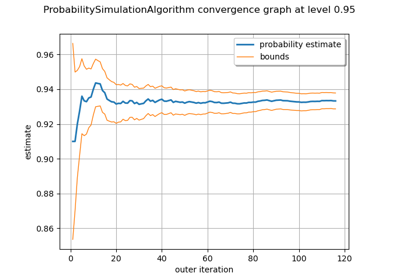 ProbabilitySimulationAlgorithm convergence graph at level 0.95
probability estimate
bounds
0.96
0.94
0.92
0.90
0.88
0.86
estimate
0 20 40 60 80 100 120
outer iteration